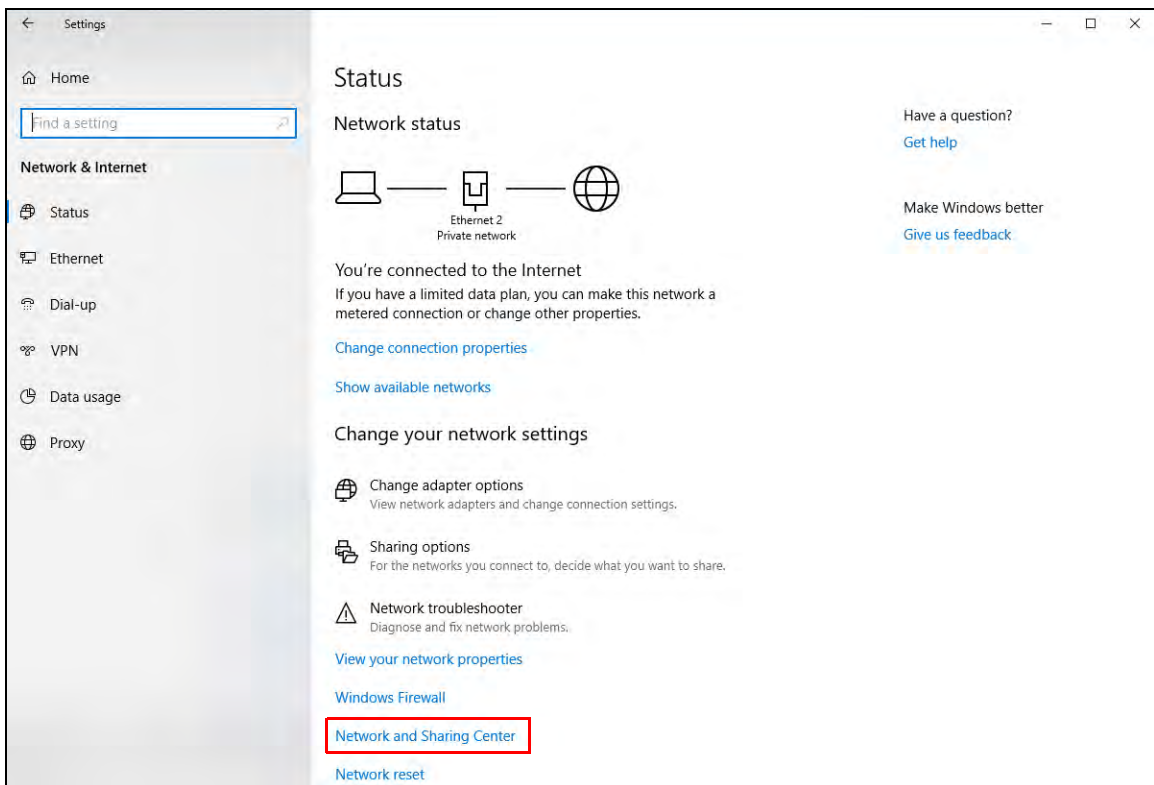 Settings
Home
Find a setting
Network & Internet
Status
Ethernet
Dial-up
VPN
Data usage
Proxy
Status
Network status
Ethernet 2
Private network
You're connected to the Internet
If you have a limited data plan, you can make this network a
metered connection or change other properties.
Change connection properties
Show available networks
Change your network settings
Change adapter options
View network adapters and change connection settings.
Sharing options
For the networks you connect to, decide what you want to share.
Network troubleshooter
Diagnose and fix network problems.
View your network properties
Windows Firewall
Network and Sharing Center
Network reset
Have a question?
Get help
Make Windows better
Give us feedback